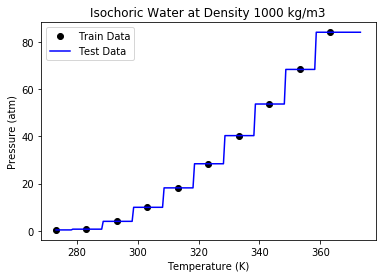 Isochoric Water at Density 1000 kg/m3
Train Data
Test Data
Pressure (atm)
80
60
40
20
0
280
300
320
340
360
Temperature (K)